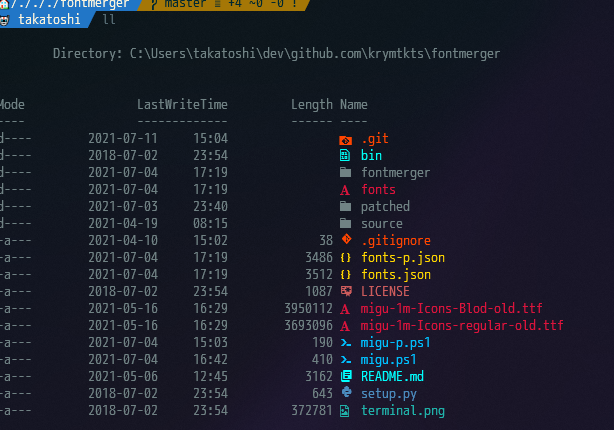 /././fontmerger master ≡ +4 ~0 -0 !
takatoshi ll
Directory: C:\Users\takatoshi\dev\github.com\krymtkts\fontmerger
Mode LastWriteTime Length Name
---- ------------- ------ ----
d---- 2021-07-11 15:04 .git
d---- 2018-07-02 23:54 bin
d---- 2021-07-04 17:19 fontmerger
d---- 2021-07-04 17:19 fonts
d---- 2021-07-03 23:40 patched
d---- 2021-04-19 08:15 source
-a--- 2021-04-10 15:02 38 .gitignore
-a--- 2021-07-04 17:19 3486 fonts-p.json
-a--- 2021-07-04 17:19 3512 fonts.json
-a--- 2018-07-02 23:54 1087 LICENSE
-a--- 2021-05-16 16:29 3950112 migu-1m-Icons-Blod-old.ttf
-a--- 2021-05-16 16:29 3693096 migu-1m-Icons-regular-old.ttf
-a--- 2021-07-04 15:03 190 migu-p.ps1
-a--- 2021-07-04 16:42 410 migu.ps1
-a--- 2021-05-06 12:45 3162 README.md
-a--- 2018-07-02 23:54 643 setup.py
-a--- 2018-07-02 23:54 372781 terminal.png